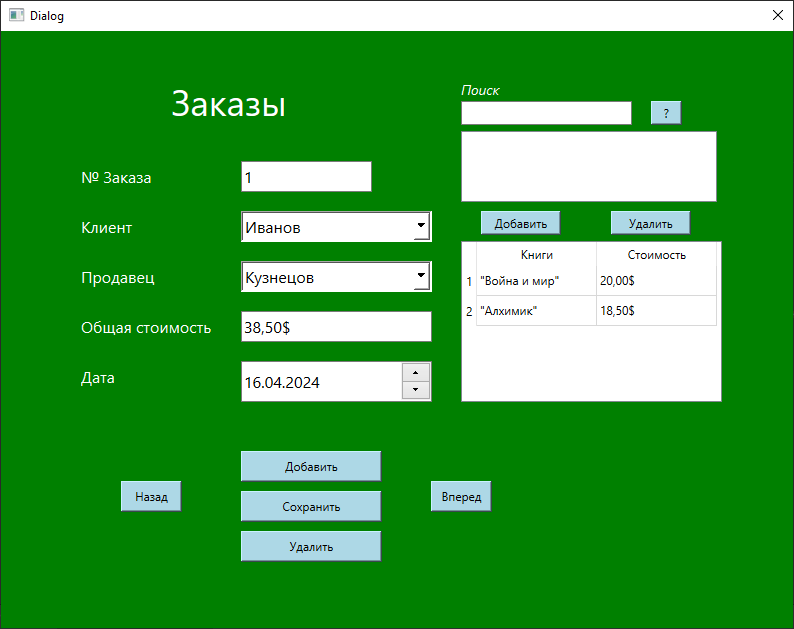 Dialog
Заказы
Поиск
?
№ Заказа
1
Клиент
Иванов
Продавец
Кузнецов
Общая стоимость
38,50$
Дата
16.04.2024
Добавить
Удалить
Книги Стоимость
1 "Война и мир" 20,00$
2 "Алхимик" 18,50$
Назад
Добавить
Сохранить
Удалить
Вперед